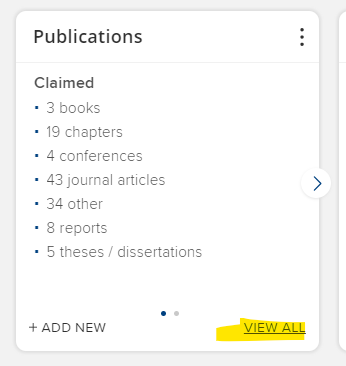 Publications
Claimed
▪ 3 books
▪ 19 chapters
▪ 4 conferences
▪ 43 journal articles
▪ 34 other
▪ 8 reports
▪ 5 theses / dissertations
+ ADD NEW VIEW ALL